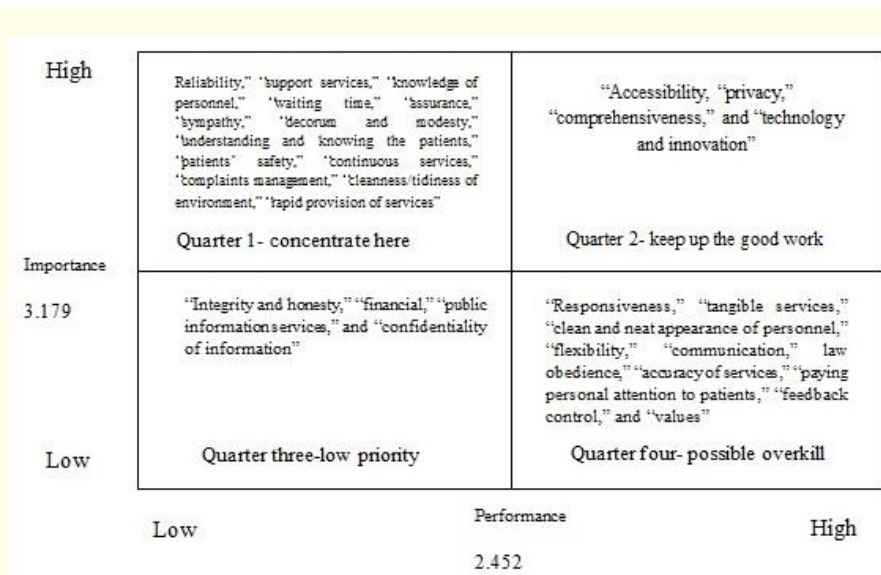 High
Reliability,” “support services,” “knowledge of
personnel,” “waiting time,” “assurance,”
“sympathy,” “decorum and modesty,”
“understanding and knowing the patients,”
“patients’ safety,” “continuous services,”
“complaints management,” “cleanness/tidiness of
environment,” “rapid provision of services”
Quarter 1- concentrate here
“Accessibility, “privacy,”
“comprehensiveness,” and “technology
and innovation”
Quarter 2- keep up the good work
Importance
3.179
“Integrity and honesty,” “financial,” “public
information services,” and “confidentiality
of information”
Quarter three-low priority
“Responsiveness,” “tangible services,”
“clean and neat appearance of personnel,”
“flexibility,” “communication,” law
obedience,” “accuracy of services,” “paying
personal attention to patients,” “feedback
control,” and “values”
Quarter four- possible overkill
Low
Low
Performance
High
2.452